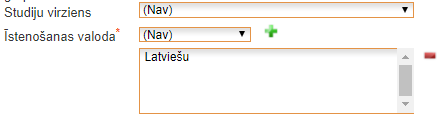 Studiju virziens (Nav)
Īstenošanas valoda* (Nav)
Latviešu